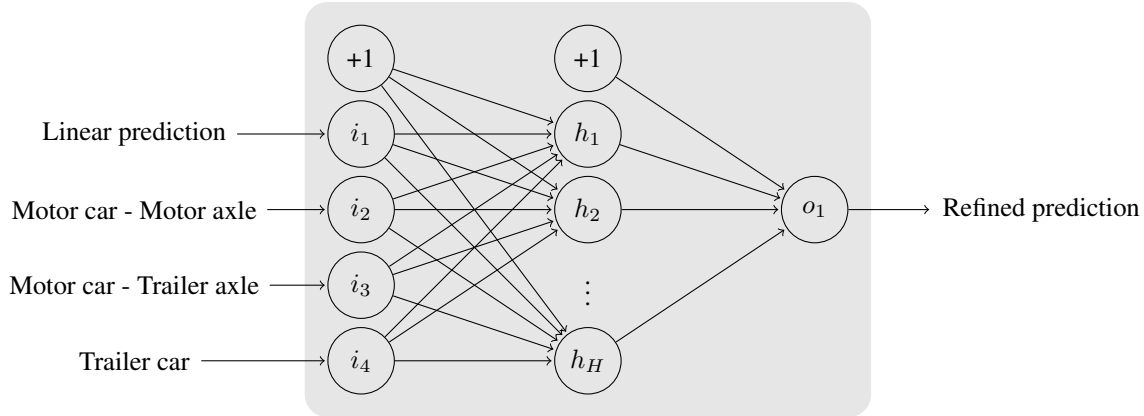 +1
+1
Linear prediction
i₁
h₁
Motor car - Motor axle
i₂
h₂
o₁
Refined prediction
Motor car - Trailer axle
i₃
⋮
Trailer car
i₄
h_H